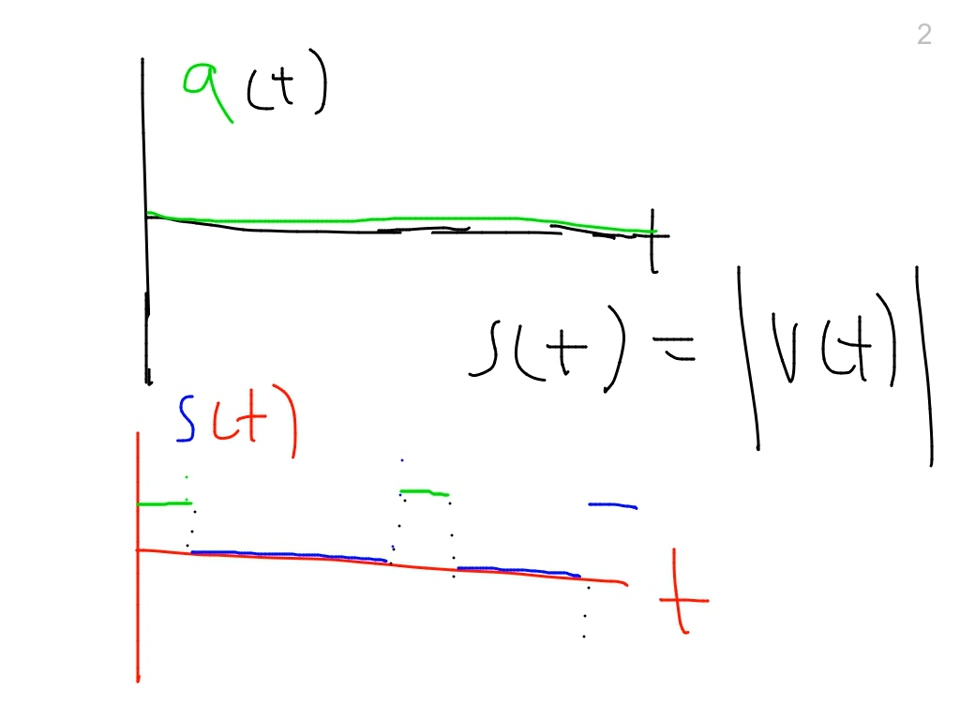 2
a(t)
t
s(t) = |v(t)|
s(t)
t